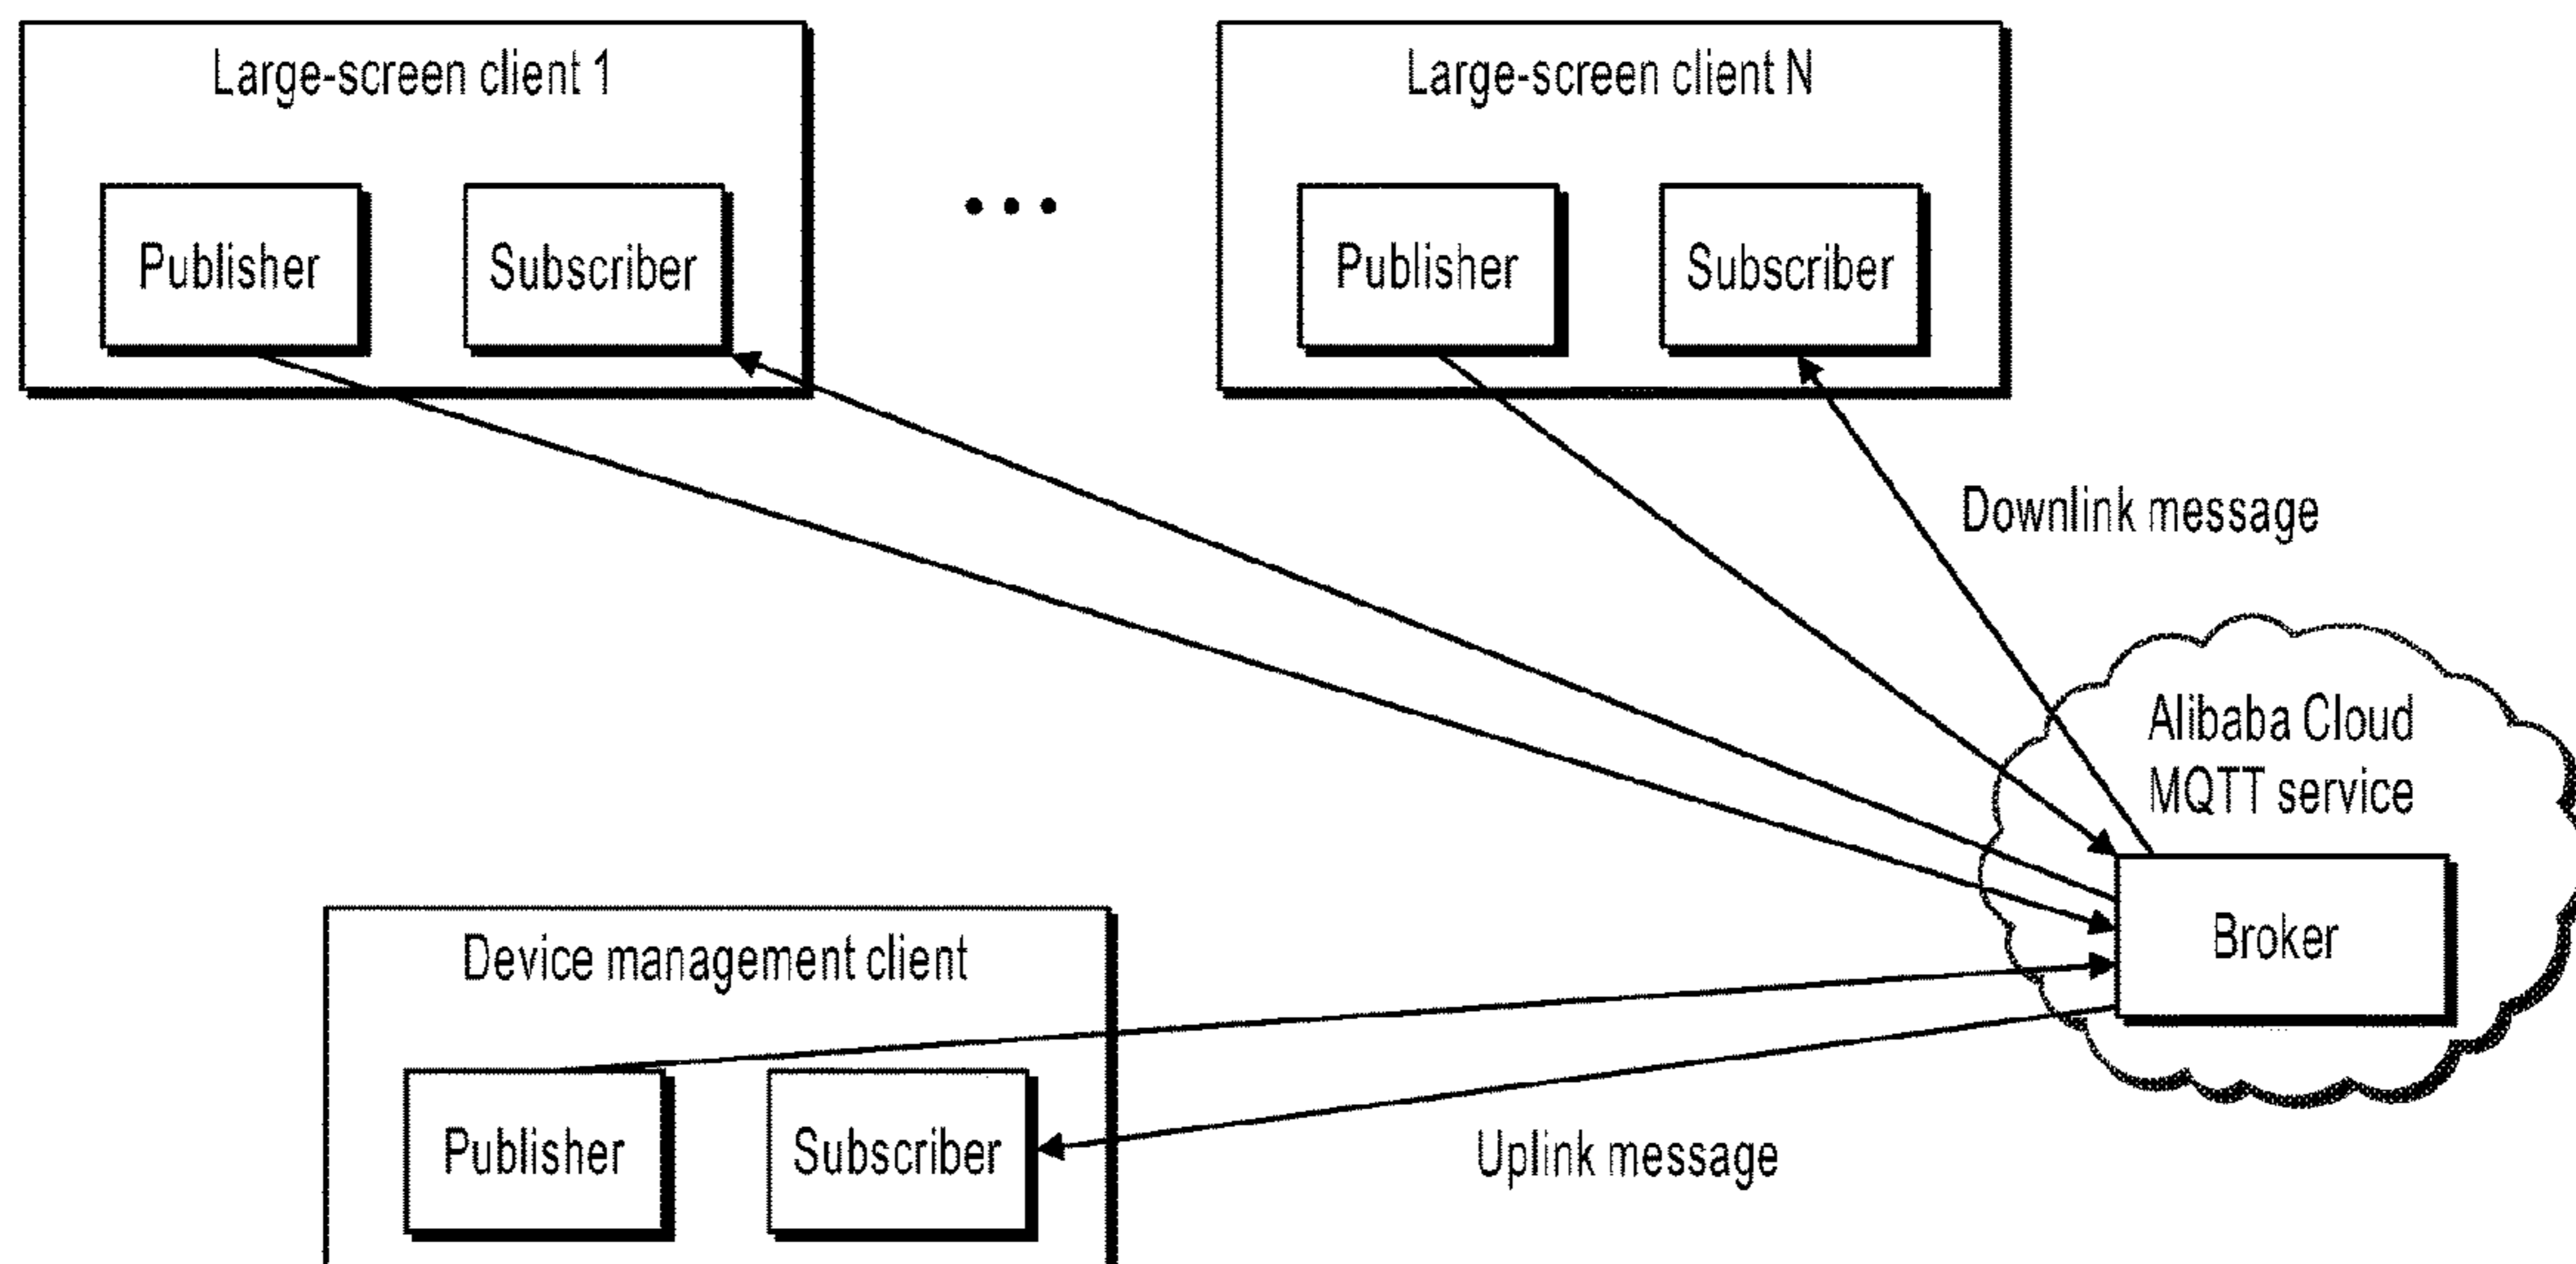 Large-screen client 1
Large-screen client N
Publisher
Subscriber
• • •
Publisher
Subscriber
Downlink message
Alibaba Cloud
MQTT service
Broker
Device management client
Publisher
Subscriber
Uplink message